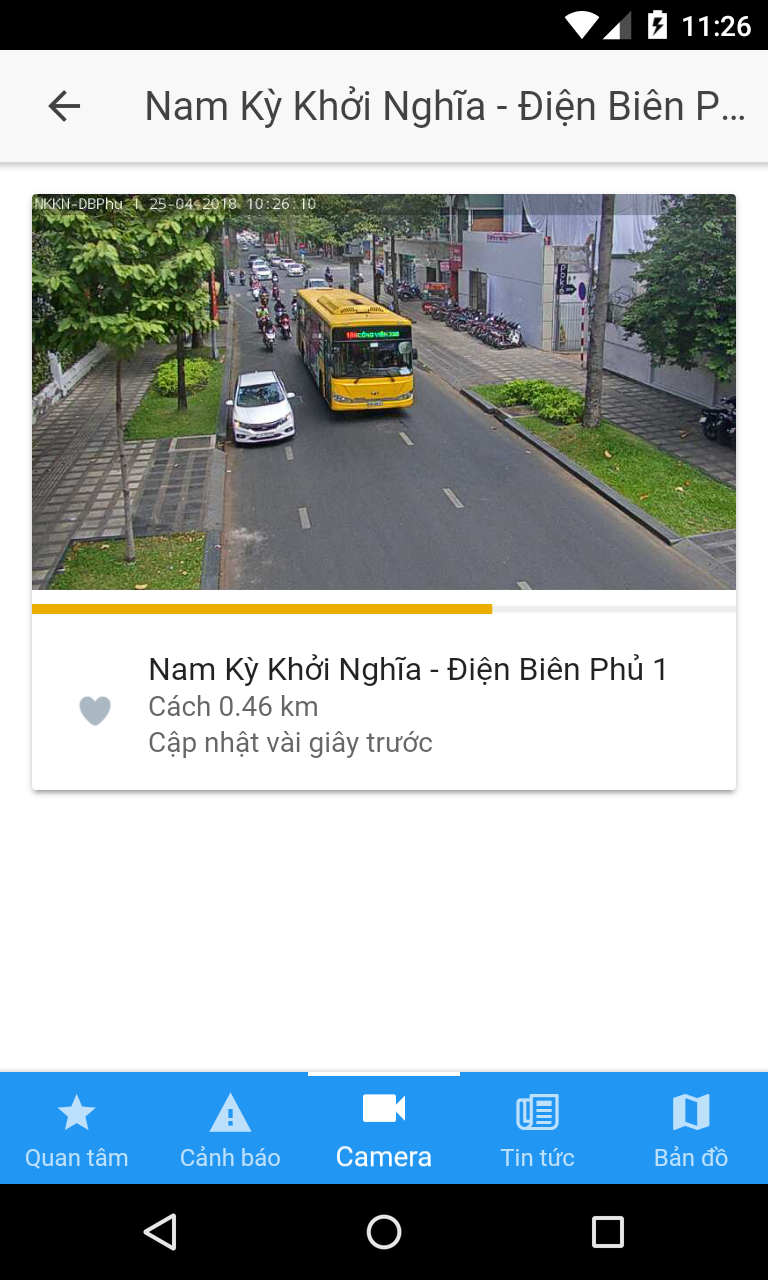 11:26
Nam Kỳ Khởi Nghĩa - Điện Biên P...
NKKN-DBPhu 1 25-04-2018 10:26:10
Nam Kỳ Khởi Nghĩa - Điện Biên Phủ 1
Cách 0.46 km
Cập nhật vài giây trước
Quan tâm
Cảnh báo
Camera
Tin tức
Bản đồ